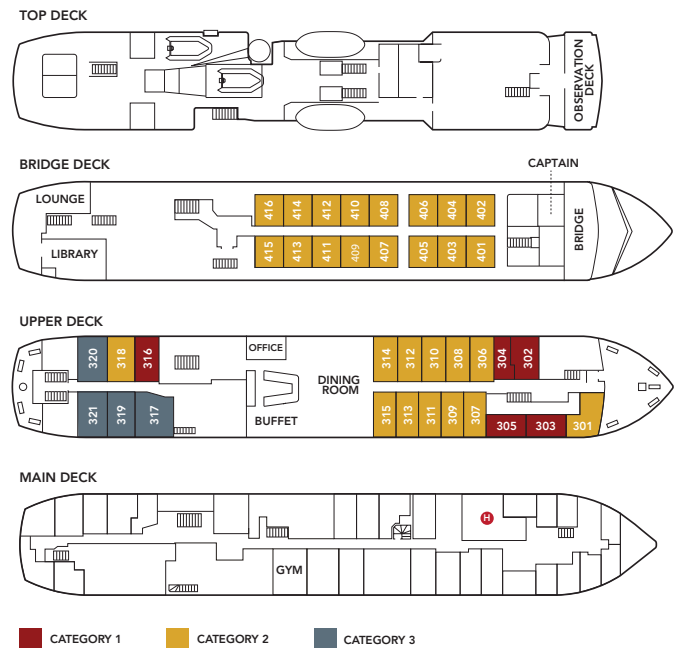 TOP DECK
OBSERVATION
DECK
BRIDGE DECK
CAPTAIN
LOUNGE
LIBRARY
416 414 412 410 408 406 404 402
415 413 411 409 407 405 403 401
BRIDGE
UPPER DECK
320 318 316
OFFICE
314 312 310 308 306 304 302
DINING
ROOM
BUFFET
321 319 317
315 313 311 309 307 305 303 301
MAIN DECK
H
GYM
CATEGORY 1 CATEGORY 2 CATEGORY 3